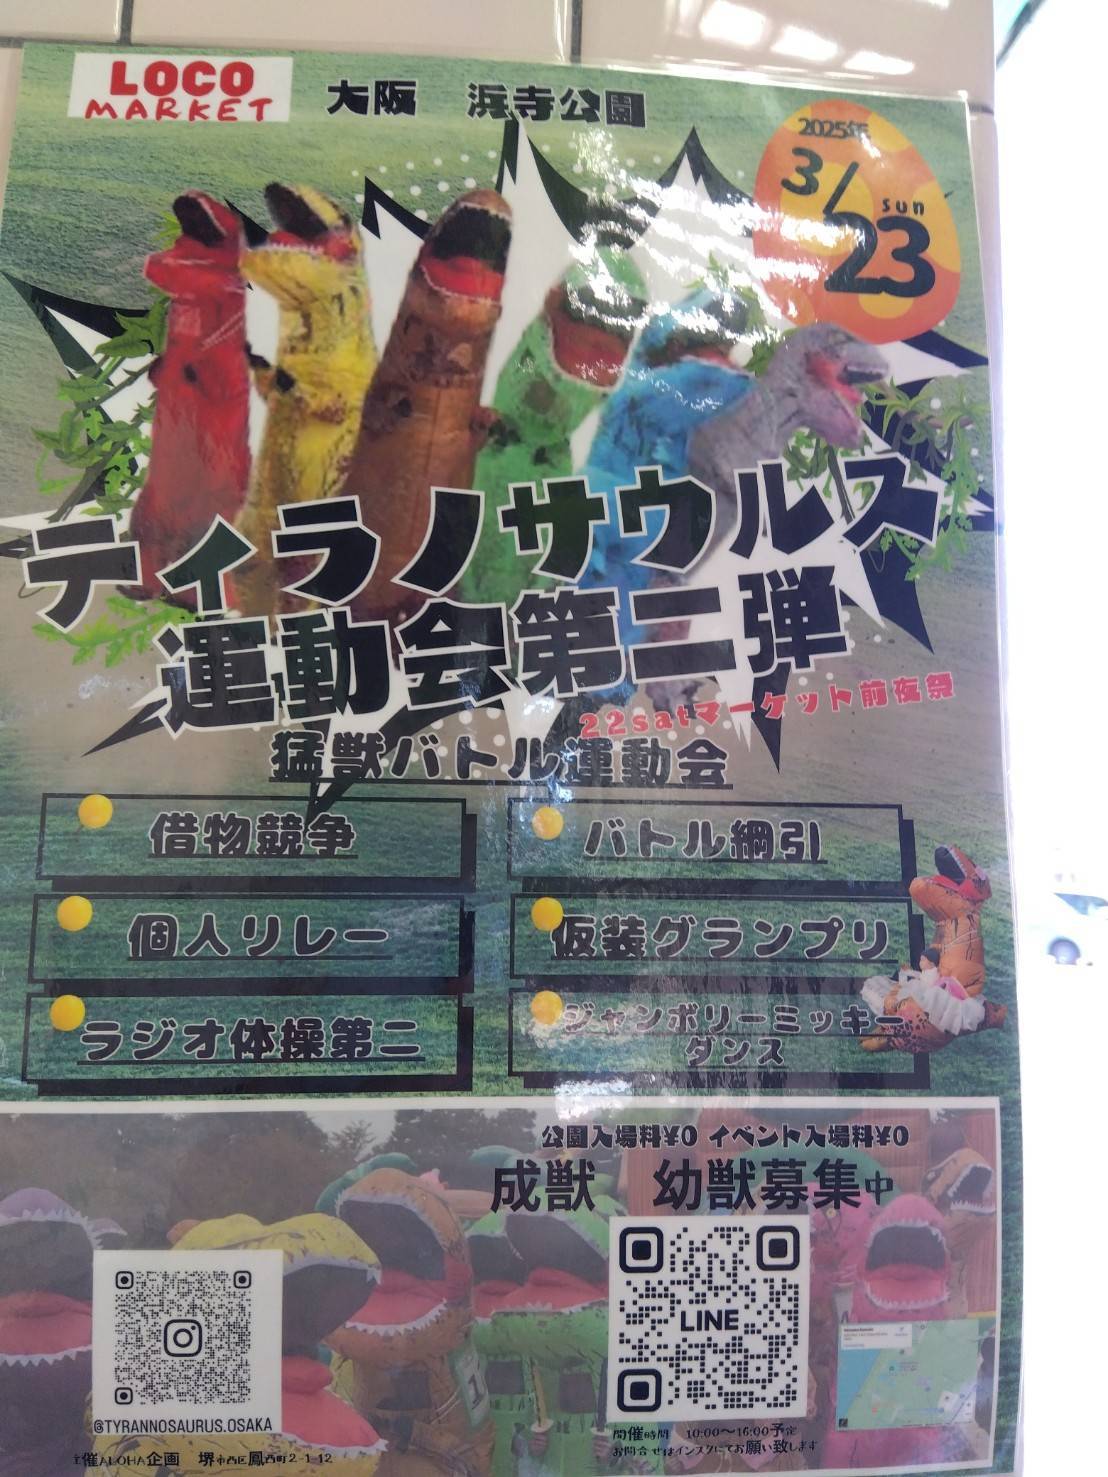 LOCO
MARKET
大阪 浜寺公園
2025年
3/23 sun
ティラノサウルス
運動会第二弾
22satマーケット前夜祭
猛獣バトル運動会
借物競争
バトル綱引
個人リレー
仮装グランプリ
ラジオ体操第二
ジャンボリーミッキー
ダンス
公園入場料¥0 イベント入場料¥0
成獣 幼獣募集中
LINE
@TYRANNOSAURUS.OSAKA
開催時間 10:00〜16:00予定
お問合せはインスタにてお願い致します
主催ALOHA企画 堺市西区鳳西町2-1-12